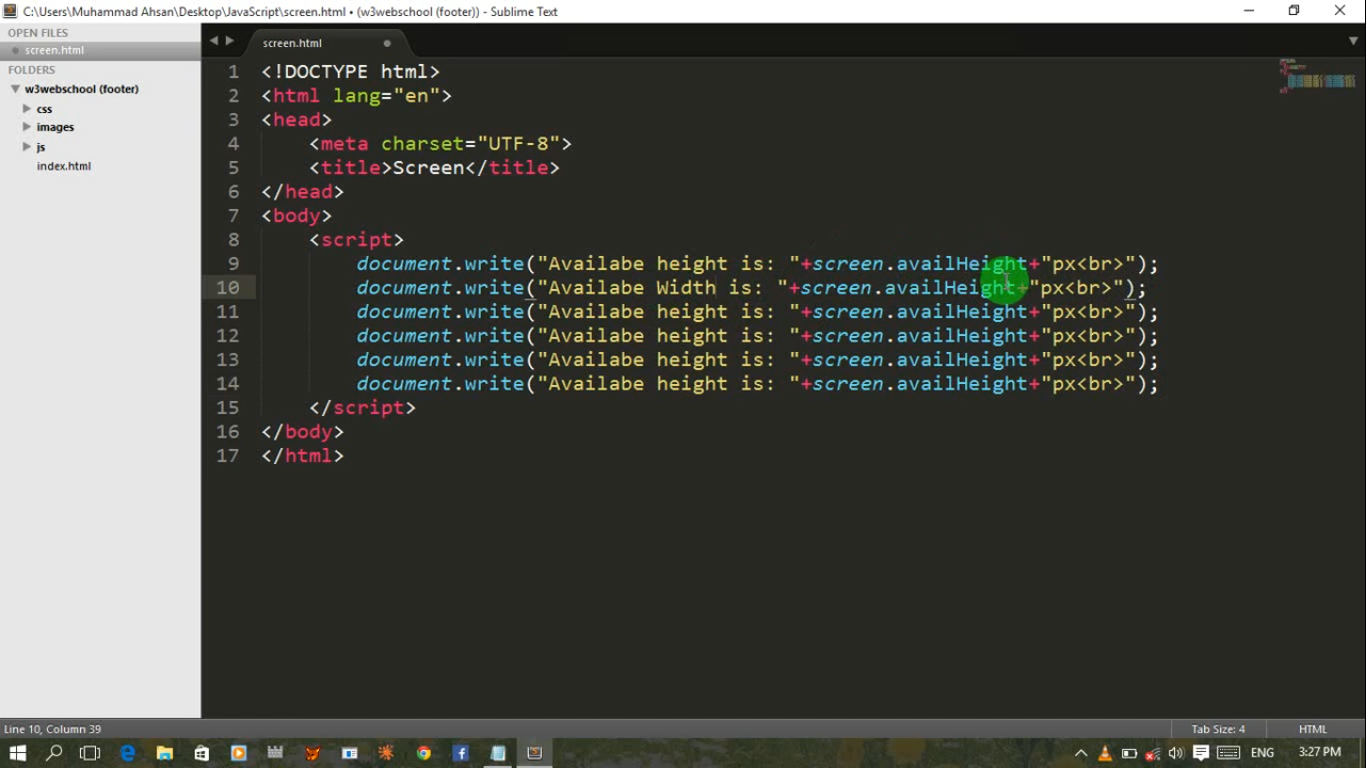 C:\Users\Muhammad Ahsan\Desktop\JavaScript\screen.html • (w3webschool (footer)) - Sublime Text
OPEN FILES
screen.html
FOLDERS
w3webschool (footer)
css
images
js
index.html
screen.html
1 <!DOCTYPE html>
2 <html lang="en">
3 <head>
4 <meta charset="UTF-8">
5 <title>Screen</title>
6 </head>
7 <body>
8 <script>
9 document.write("Availabe height is: "+screen.availHeight+"px<br>");
10 document.write("Availabe Width is: "+screen.availHeight+"px<br>");
11 document.write("Availabe height is: "+screen.availHeight+"px<br>");
12 document.write("Availabe height is: "+screen.availHeight+"px<br>");
13 document.write("Availabe height is: "+screen.availHeight+"px<br>");
14 document.write("Availabe height is: "+screen.availHeight+"px<br>");
15 </script>
16 </body>
17 </html>
Line 10, Column 39
Tab Size: 4
HTML
ENG
3:27 PM